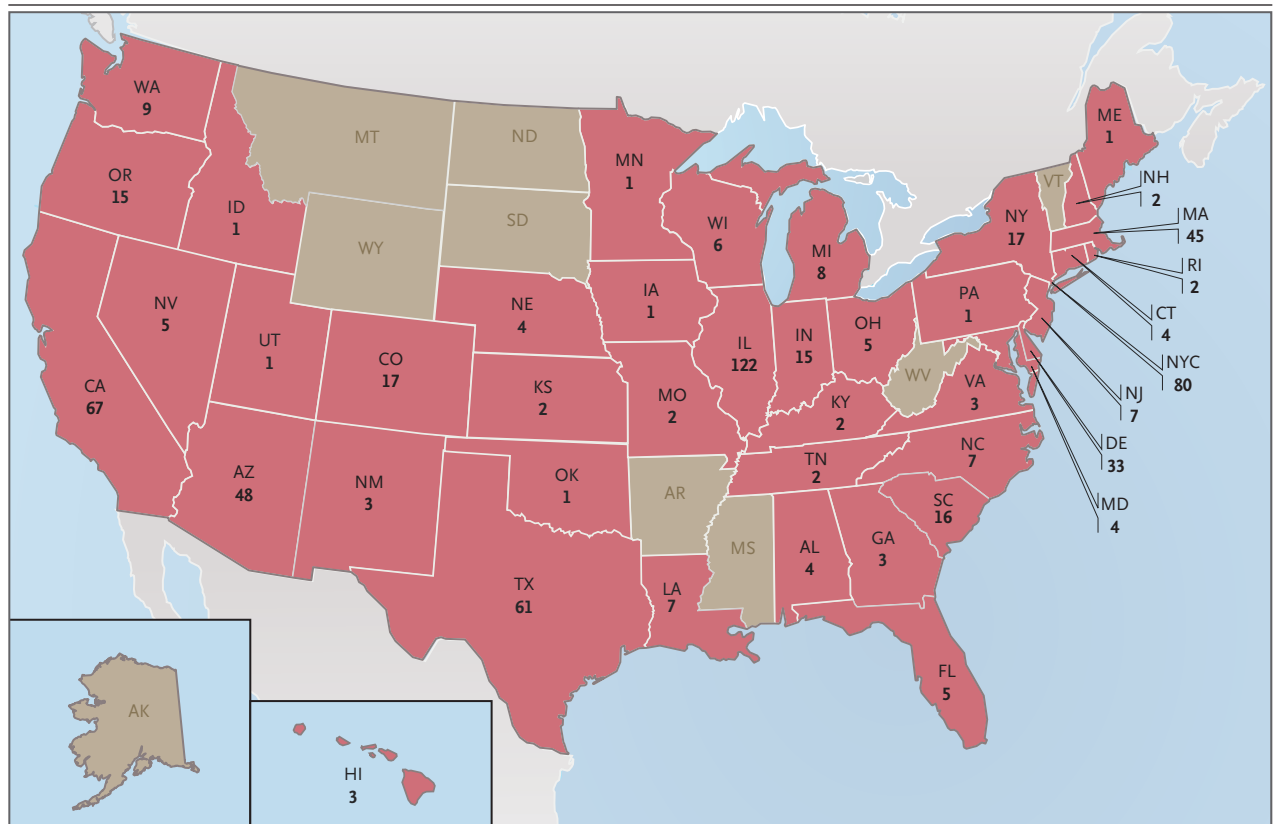 WA
9
MT
ND
MN
1
ME
1
OR
15
ID
1
WY
SD
WI
6
MI
8
NY
17
VT
NH
2
MA
45
RI
2
CT
4
NYC
80
NJ
7
DE
33
MD
4
CA
67
NV
5
UT
1
CO
17
NE
4
KS
2
IA
1
MO
2
IL
122
IN
15
OH
5
PA
1
WV
VA
3
KY
2
AZ
48
NM
3
OK
1
AR
TN
2
NC
7
SC
16
MS
AL
4
GA
3
TX
61
LA
7
FL
5
AK
HI
3